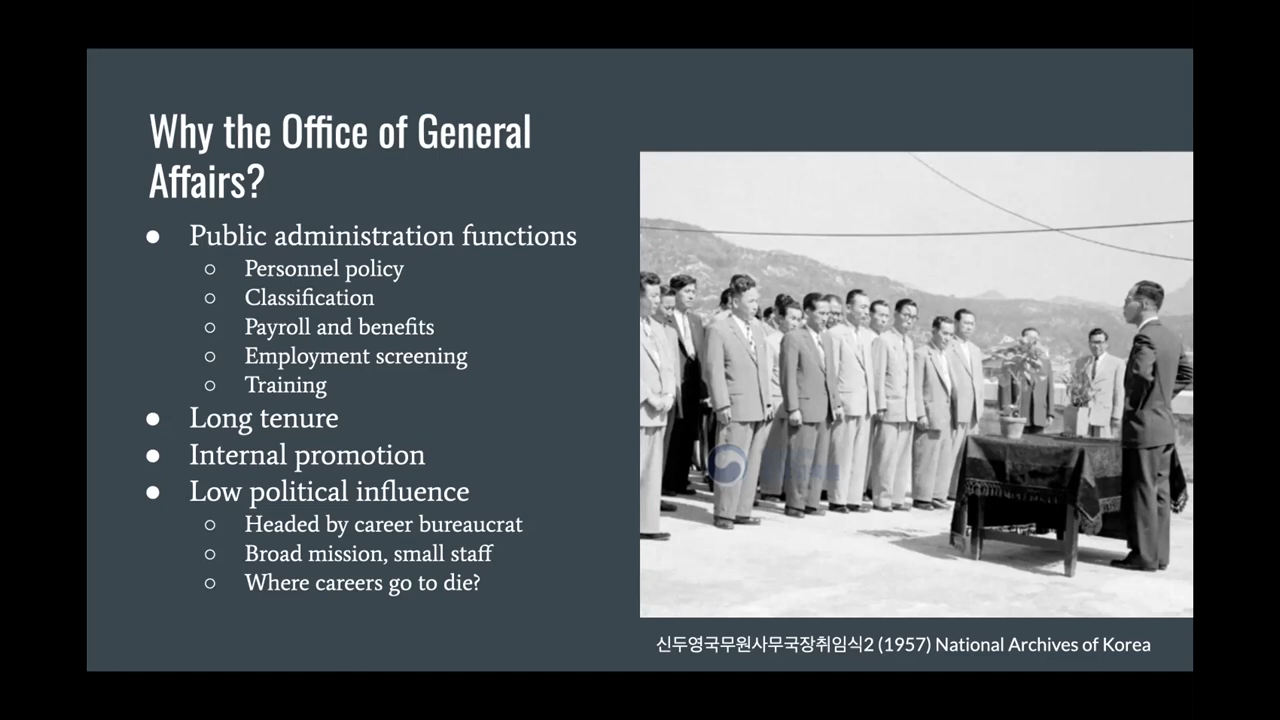 Why the Office of General
Affairs?
● Public administration functions
○ Personnel policy
○ Classification
○ Payroll and benefits
○ Employment screening
○ Training
● Long tenure
● Internal promotion
● Low political influence
○ Headed by career bureaucrat
○ Broad mission, small staff
○ Where careers go to die?
신두영국무원사무국장취임식2 (1957) National Archives of Korea